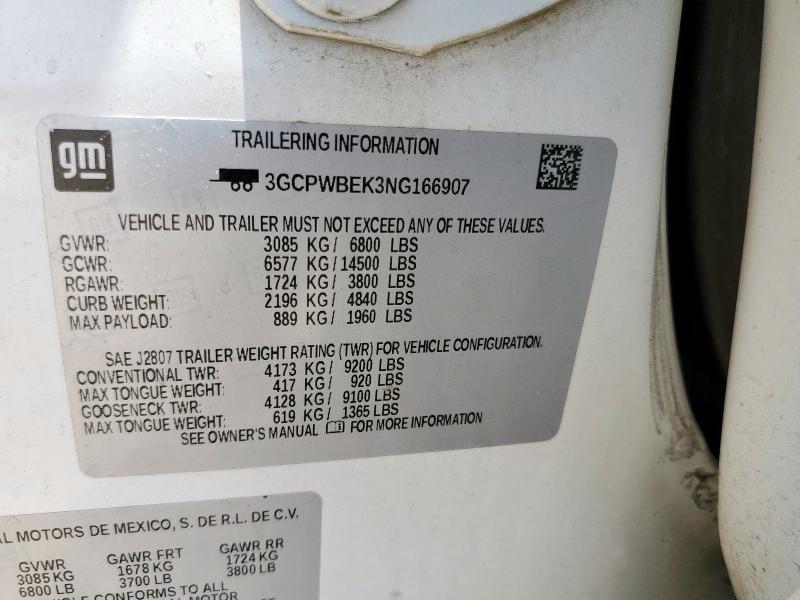 gm
TRAILERING INFORMATION
3GCPWBEK3NG166907
VEHICLE AND TRAILER MUST NOT EXCEED ANY OF THESE VALUES.
GVWR: 3085 KG / 6800 LBS
GCWR: 6577 KG / 14500 LBS
RGAWR: 1724 KG / 3800 LBS
CURB WEIGHT: 2196 KG / 4840 LBS
MAX PAYLOAD: 889 KG / 1960 LBS
SAE J2807 TRAILER WEIGHT RATING (TWR) FOR VEHICLE CONFIGURATION.
CONVENTIONAL TWR: 4173 KG / 9200 LBS
MAX TONGUE WEIGHT: 417 KG / 920 LBS
GOOSENECK TWR: 4128 KG / 9100 LBS
MAX TONGUE WEIGHT: 619 KG / 1365 LBS
SEE OWNER'S MANUAL FOR MORE INFORMATION
MOTORS DE MEXICO, S. DE R.L. DE C.V.
GVWR GAWR FRT GAWR RR
3085 KG 1678 KG 1724 KG
6800 LB 3700 LB 3800 LB
CONFORMS TO ALL
MOTOR